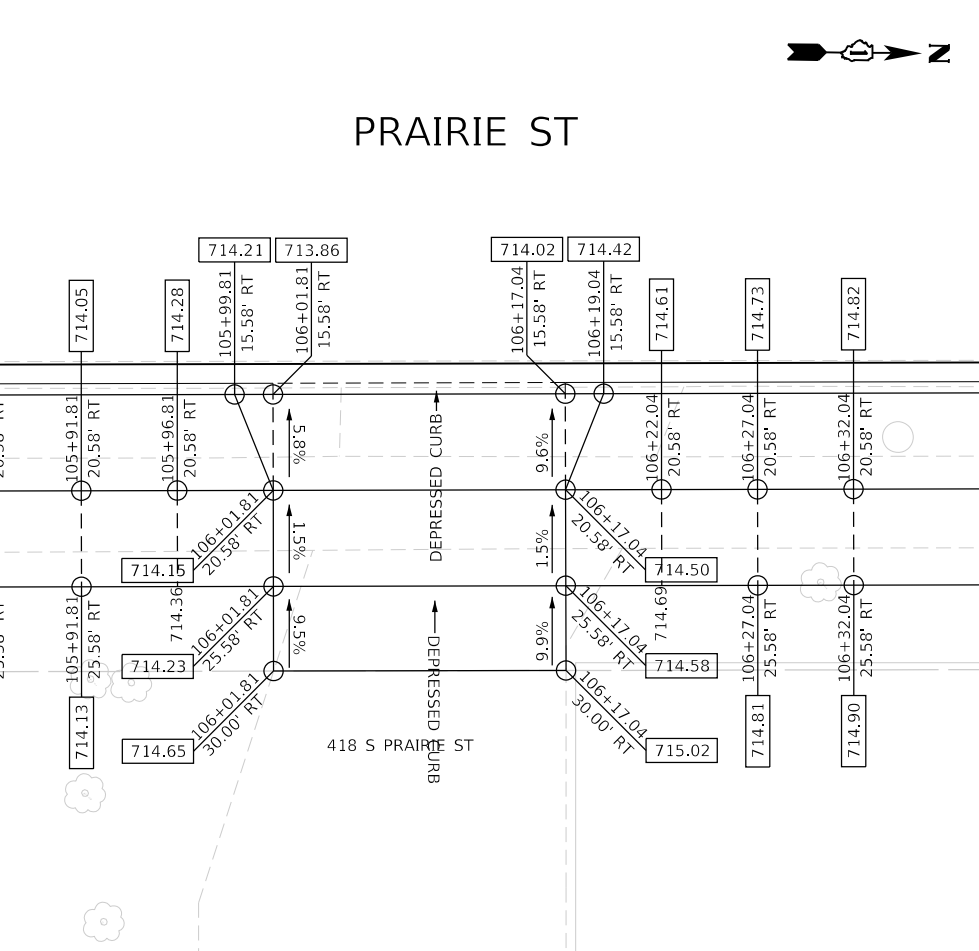 N
PRAIRIE ST
714.21
713.86
714.02
714.42
714.05
714.28
714.61
714.73
714.82
105+99.81
15.58' RT
106+01.81
15.58' RT
106+17.04
15.58' RT
106+19.04
15.58' RT
105+91.81
20.58' RT
105+96.81
20.58' RT
106+22.04
20.58' RT
106+27.04
20.58' RT
106+32.04
20.58' RT
5.8%
DEPRESSED CURB
9.6%
106+01.81
20.58' RT
714.15
1.5%
1.5%
106+17.04
20.58' RT
714.50
714.36
714.69
105+91.81
25.58' RT
714.13
106+01.81
25.58' RT
714.23
9.5%
DEPRESSED CURB
9.9%
106+17.04
25.58' RT
714.58
106+27.04
25.58' RT
714.81
106+32.04
25.58' RT
714.90
106+01.81
30.00' RT
714.65
418 S PRAIRIE ST
106+17.04
30.00' RT
715.02